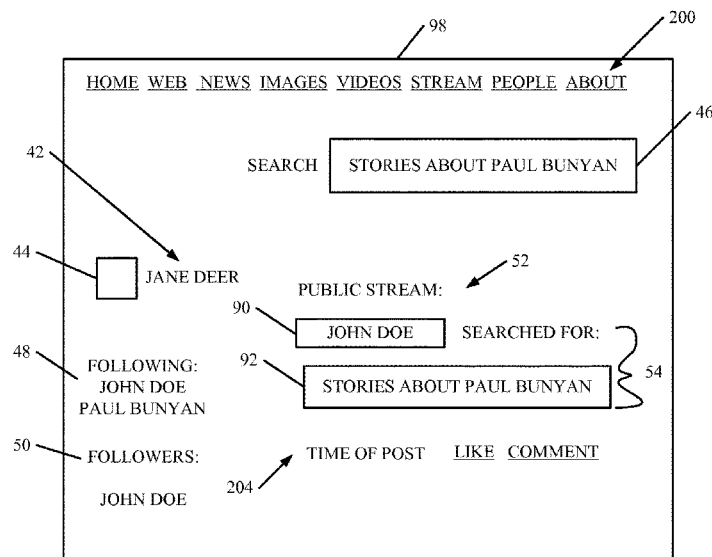 98
200
HOME WEB NEWS IMAGES VIDEOS STREAM PEOPLE ABOUT
46
SEARCH STORIES ABOUT PAUL BUNYAN
42
44
JANE DEER
52
PUBLIC STREAM:
90
JOHN DOE SEARCHED FOR:
48
FOLLOWING:
JOHN DOE
PAUL BUNYAN
92
STORIES ABOUT PAUL BUNYAN
54
50
FOLLOWERS:
JOHN DOE
204
TIME OF POST LIKE COMMENT